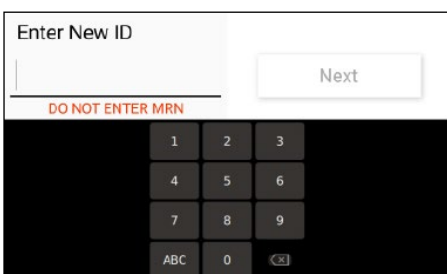 Enter New ID
Next
DO NOT ENTER MRN
1 2 3
4 5 6
7 8 9
ABC 0